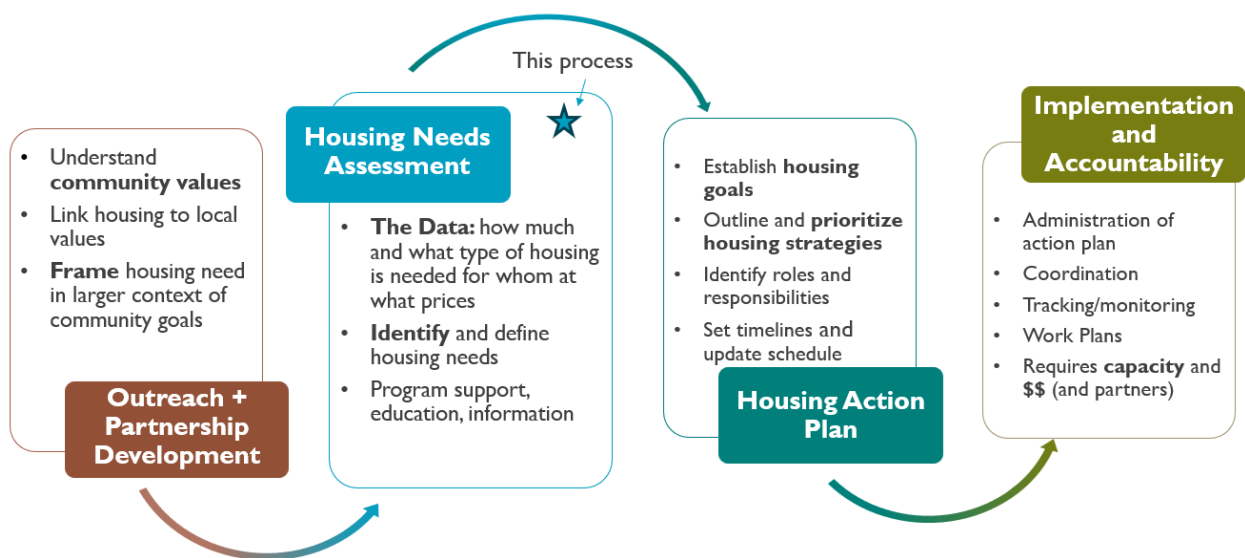 This process
• Understand
community values
• Link housing to local
values
• Frame housing need
in larger context of
community goals
Outreach +
Partnership
Development
Housing Needs
Assessment
• The Data: how much
and what type of housing
is needed for whom at
what prices
• Identify and define
housing needs
• Program support,
education, information
• Establish housing
goals
• Outline and prioritize
housing strategies
• Identify roles and
responsibilities
• Set timelines and
update schedule
Housing Action
Plan
Implementation
and
Accountability
• Administration of
action plan
• Coordination
• Tracking/monitoring
• Work Plans
• Requires capacity and
$$ (and partners)